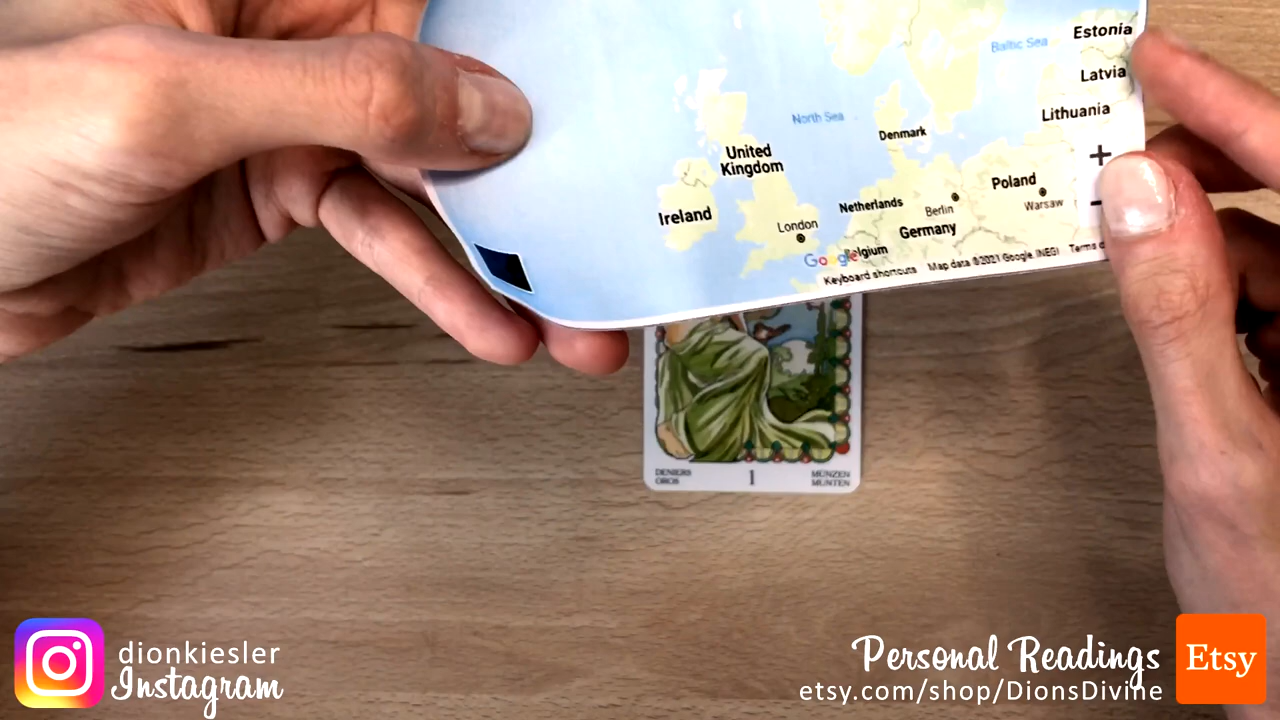 Estonia
Baltic Sea
Latvia
Lithuania
North Sea
Denmark
+
United
Kingdom
Poland
Netherlands
Berlin
Warsaw
Ireland
London
Germany
Google
lgium
Keyboard shortcuts
Map data ©2021 Google, INEGI
Terms
DENIERS
OROS
1
MÜNZEN
MUNTEN
dionkiesler
Instagram
Personal Readings
etsy.com/shop/DionsDivine
Etsy